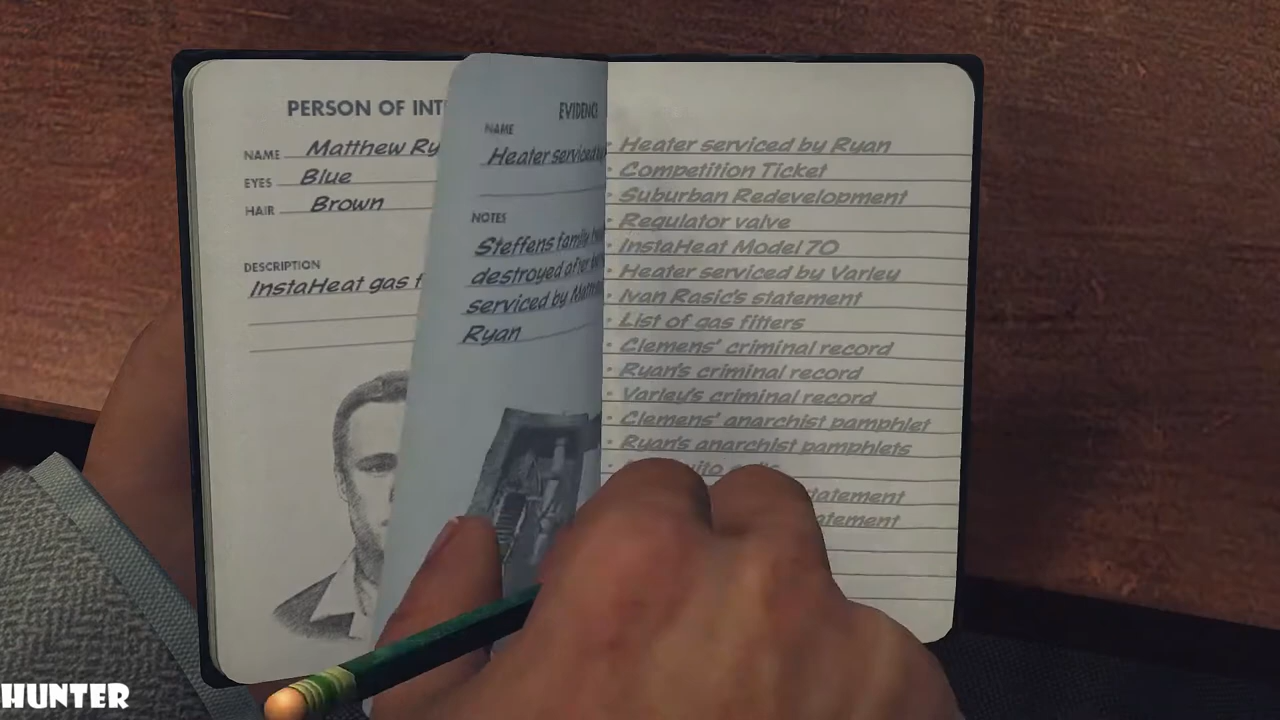 PERSON OF INT
NAME Matthew Ry
EYES Blue
HAIR Brown
DESCRIPTION
InstaHeat gas f
EVIDENCE
NAME
Heater serviced
NOTES
Steffens family
destroyed after
serviced by
Ryan
• Heater serviced by Ryan
• Competition Ticket
• Suburban Redevelopment
• Regulator valve
• InstaHeat Model 70
• Heater serviced by Varley
• Ivan Rasic's statement
• List of gas fitters
• Clemens' criminal record
• Ryan's criminal record
• Varley's criminal record
• Clemens' anarchist pamphlet
• Ryan's anarchist pamphlets
statement
atement
HUNTER